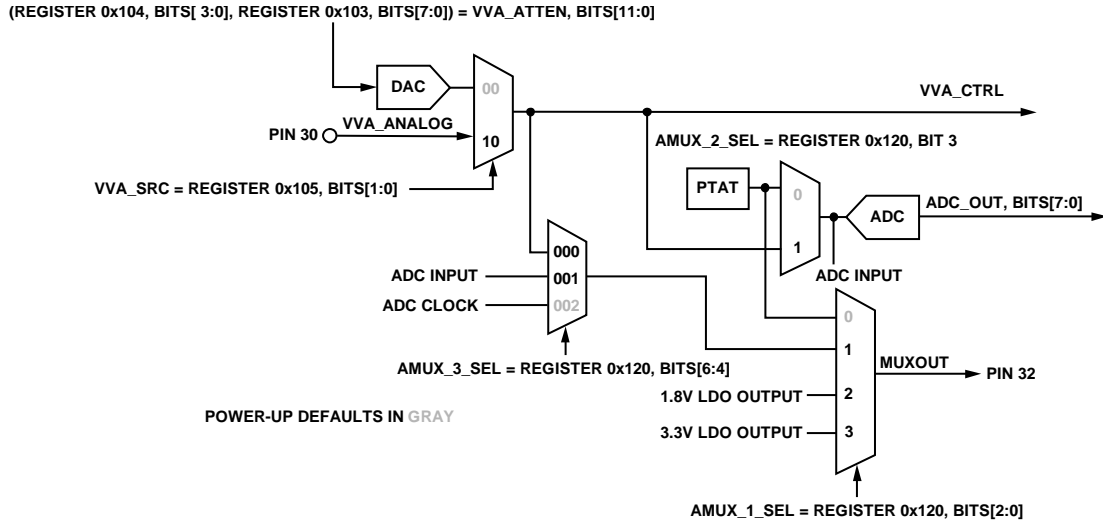 (REGISTER 0x104, BITS[ 3:0], REGISTER 0x103, BITS[7:0]) = VVA_ATTEN, BITS[11:0]
DAC
00
VVA_CTRL
PIN 30
VVA_ANALOG
10
AMUX_2_SEL = REGISTER 0x120, BIT 3
VVA_SRC = REGISTER 0x105, BITS[1:0]
PTAT
0
ADC
ADC_OUT, BITS[7:0]
1
000
ADC INPUT
001
ADC INPUT
ADC CLOCK
002
0
1
AMUX_3_SEL = REGISTER 0x120, BITS[6:4]
MUXOUT
PIN 32
1.8V LDO OUTPUT
2
POWER-UP DEFAULTS IN GRAY
3.3V LDO OUTPUT
3
AMUX_1_SEL = REGISTER 0x120, BITS[2:0]